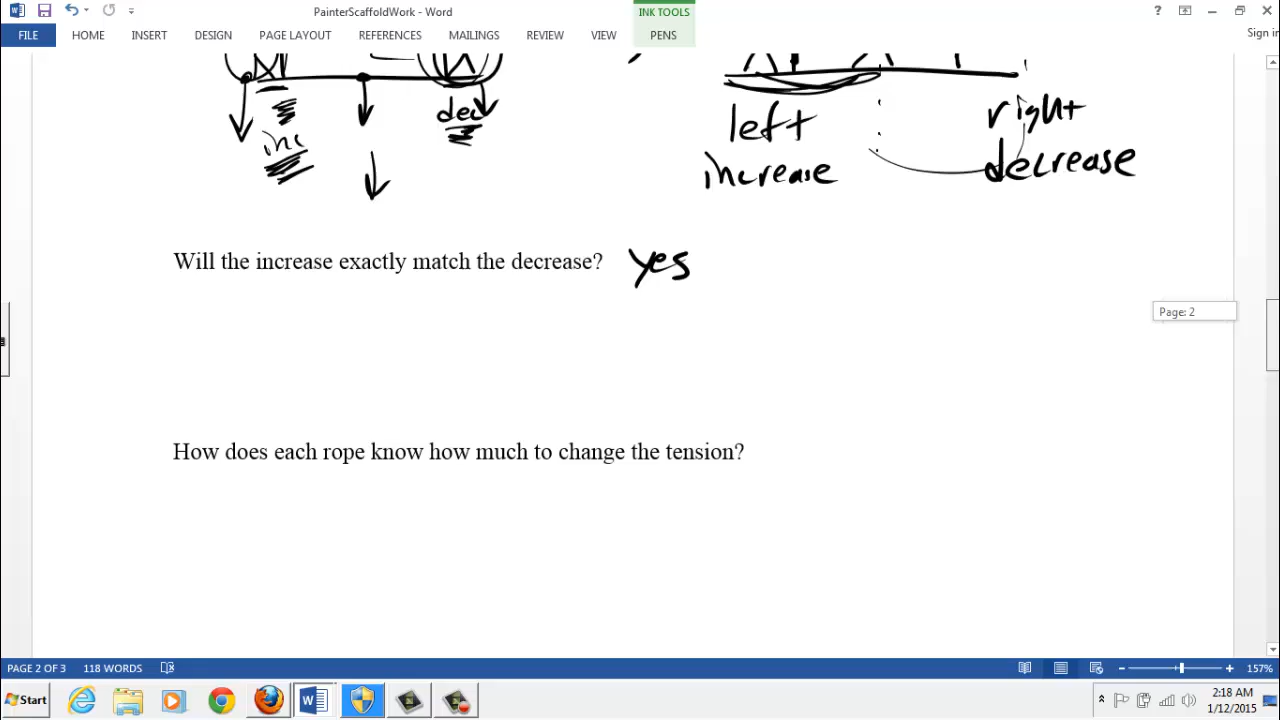 PainterScaffoldWork - Word
INK TOOLS
?
Sign in
FILE HOME INSERT DESIGN PAGE LAYOUT REFERENCES MAILINGS REVIEW VIEW PENS
dec
inc
left right
increase decrease
Will the increase exactly match the decrease? yes
Page: 2
How does each rope know how much to change the tension?
PAGE 2 OF 3 118 WORDS 157%
Start 2:18 AM
1/12/2015